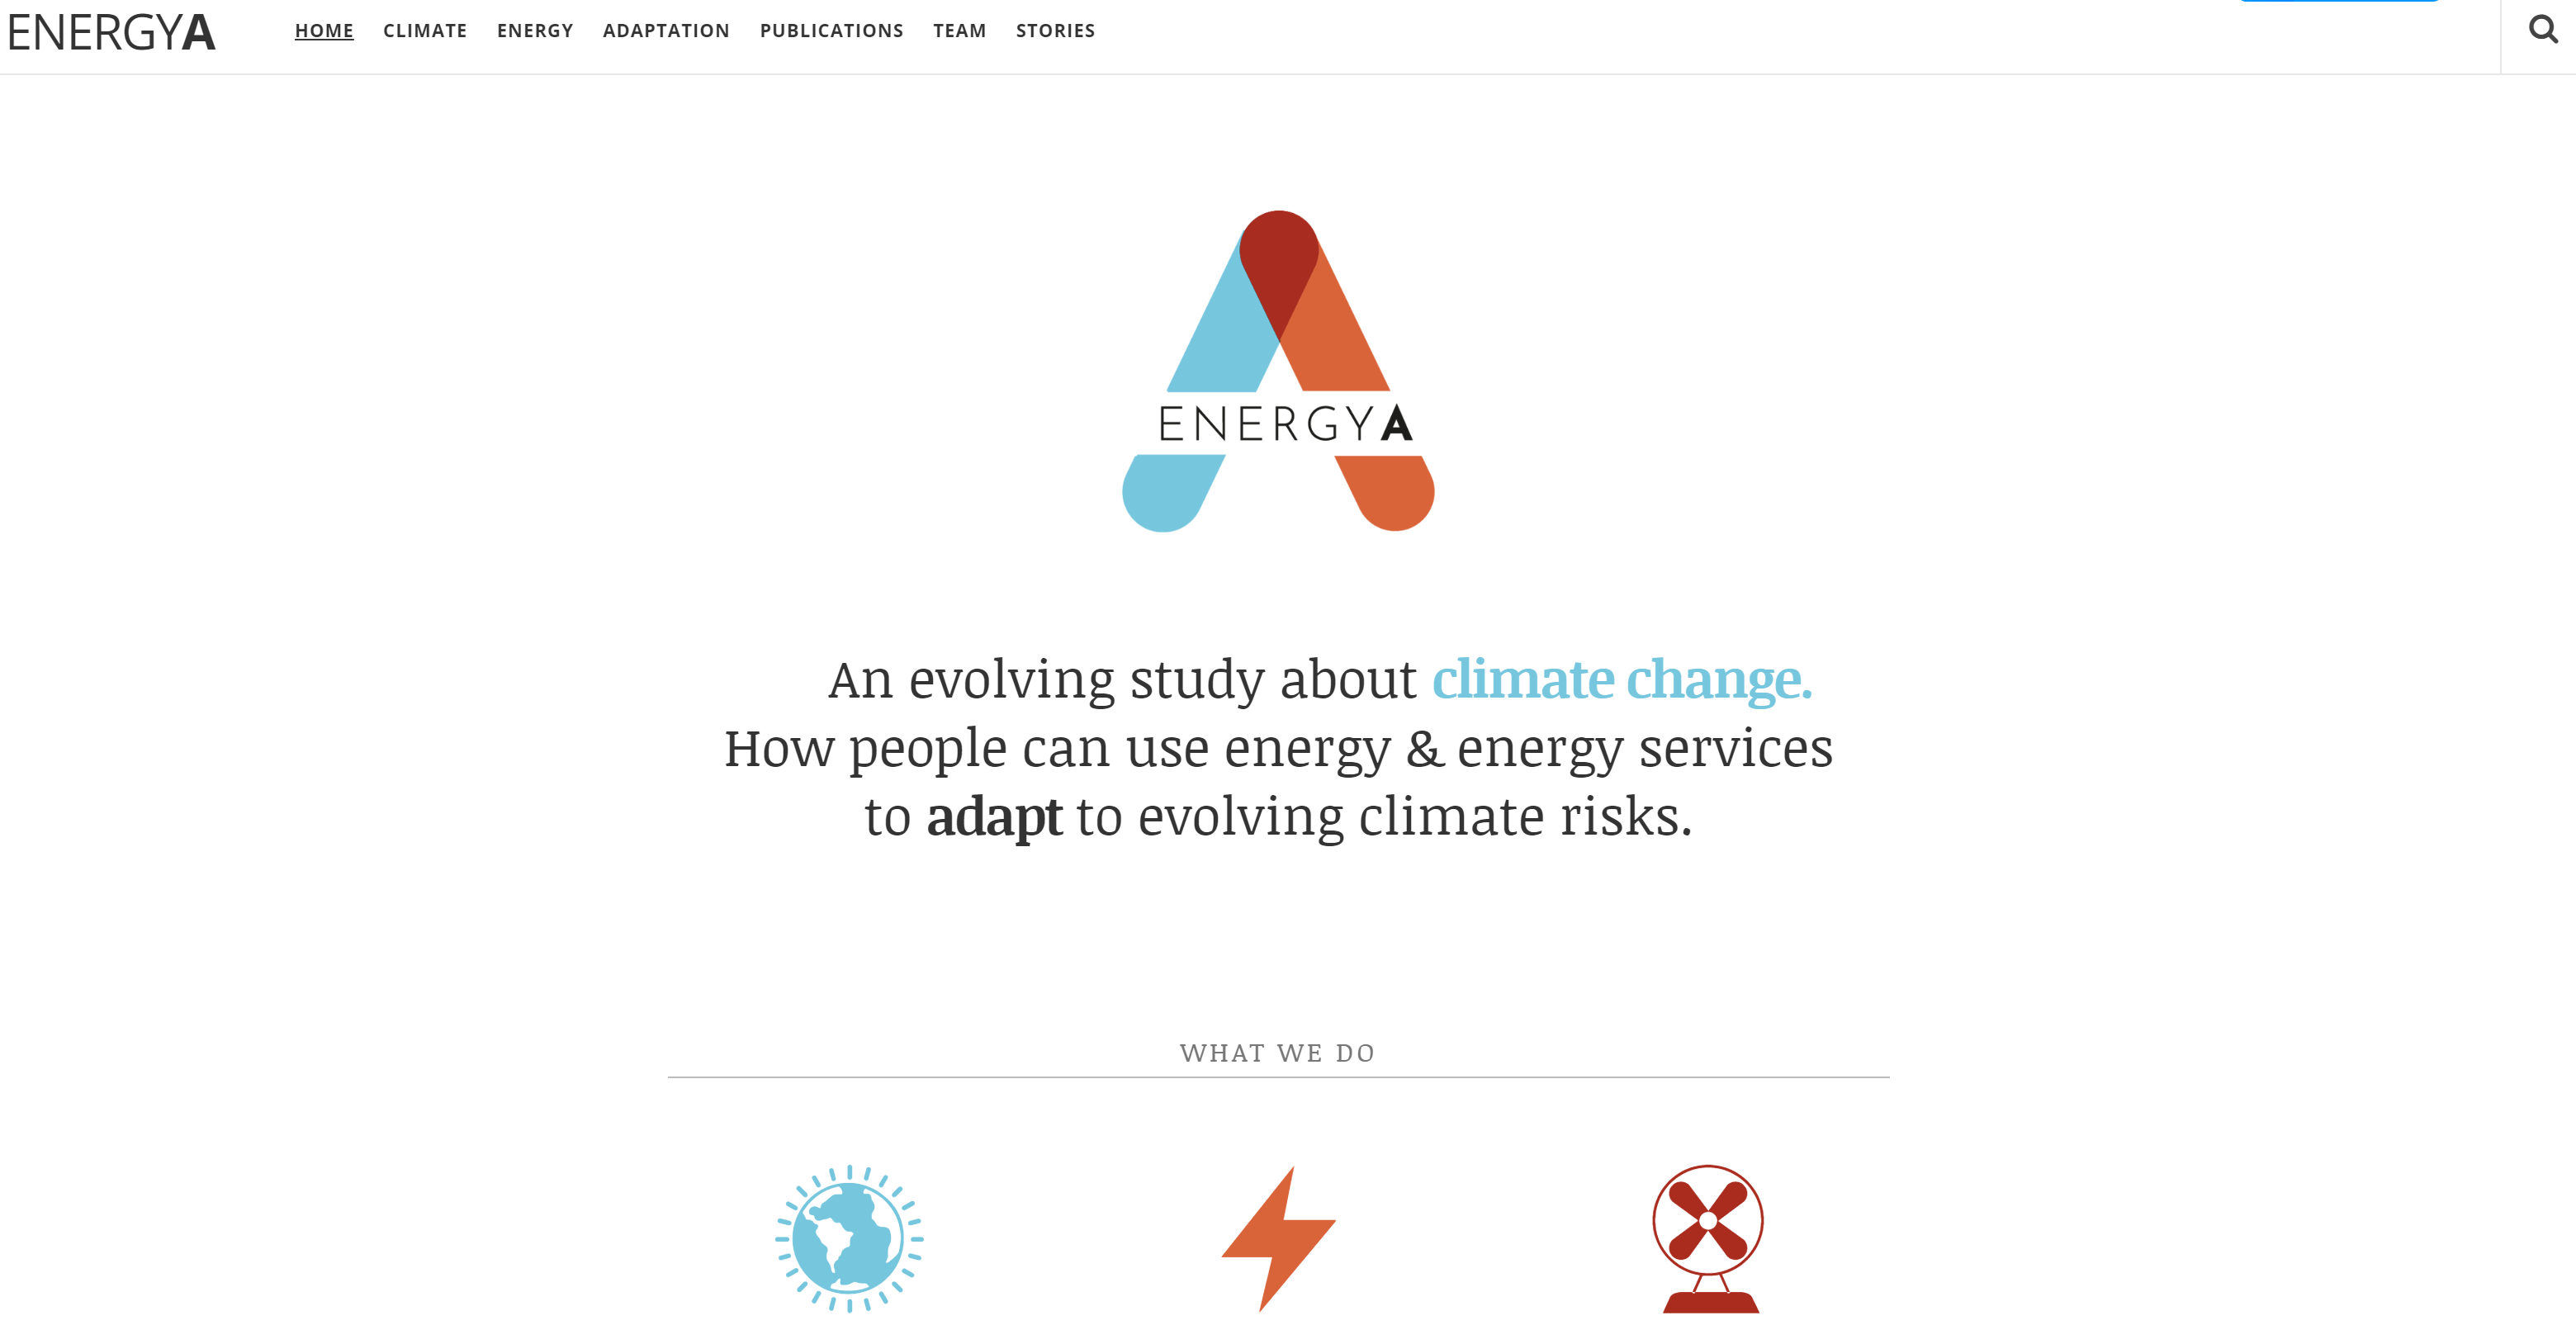 ENERGYA
HOME CLIMATE ENERGY ADAPTATION PUBLICATIONS TEAM STORIES
ENERGYA
An evolving study about climate change.
How people can use energy & energy services
to adapt to evolving climate risks.
WHAT WE DO